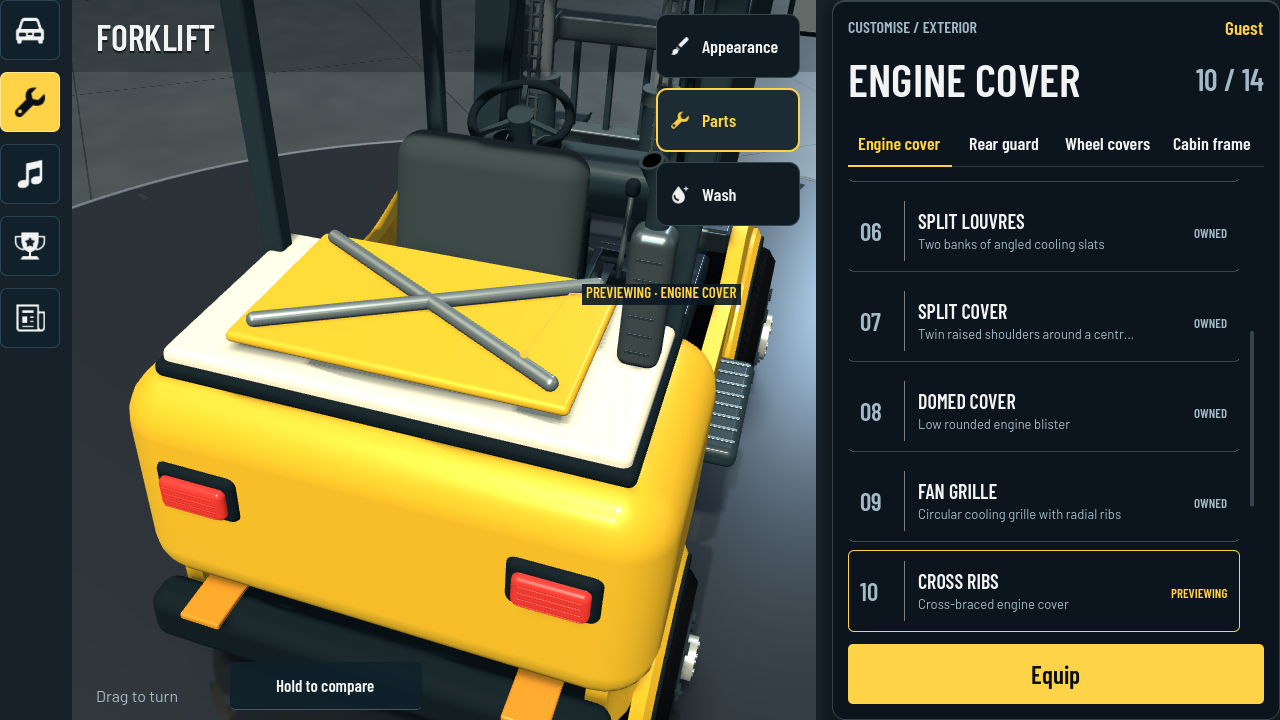 FORKLIFT
Appearance
Parts
Wash
PREVIEWING · ENGINE COVER
Drag to turn
Hold to compare
CUSTOMISE / EXTERIOR
Guest
ENGINE COVER
10 / 14
Engine cover
Rear guard
Wheel covers
Cabin frame
06
SPLIT LOUVRES
Two banks of angled cooling slats
OWNED
07
SPLIT COVER
Twin raised shoulders around a centr...
OWNED
08
DOMED COVER
Low rounded engine blister
OWNED
09
FAN GRILLE
Circular cooling grille with radial ribs
OWNED
10
CROSS RIBS
Cross-braced engine cover
PREVIEWING
Equip